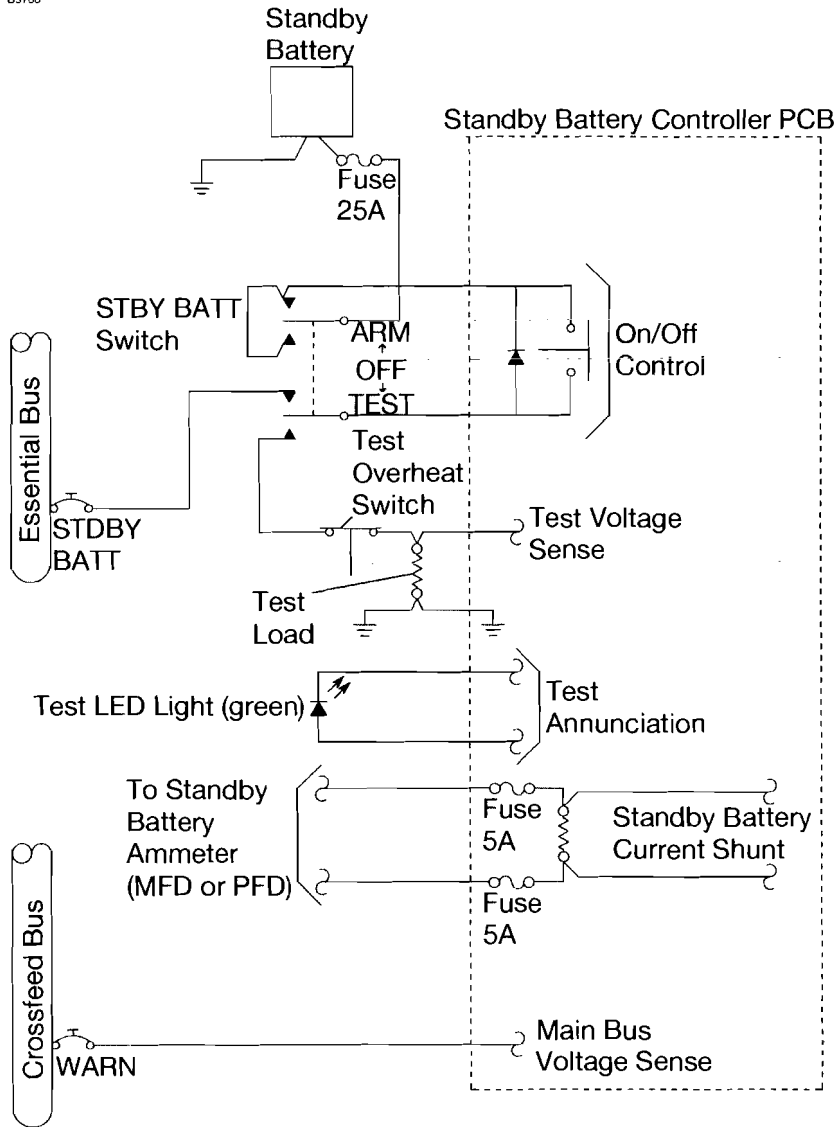 Standby
Battery
Standby Battery Controller PCB
Fuse
25A
STBY BATT
Switch
ARM
OFF
TEST
On/Off
Control
Essential Bus
STDBY
BATT
Test
Overheat
Switch
Test Voltage
Sense
Test
Load
Test LED Light (green)
Test
Annunciation
To Standby
Battery
Ammeter
(MFD or PFD)
Fuse
5A
Fuse
5A
Standby Battery
Current Shunt
Crossfeed Bus
WARN
Main Bus
Voltage Sense